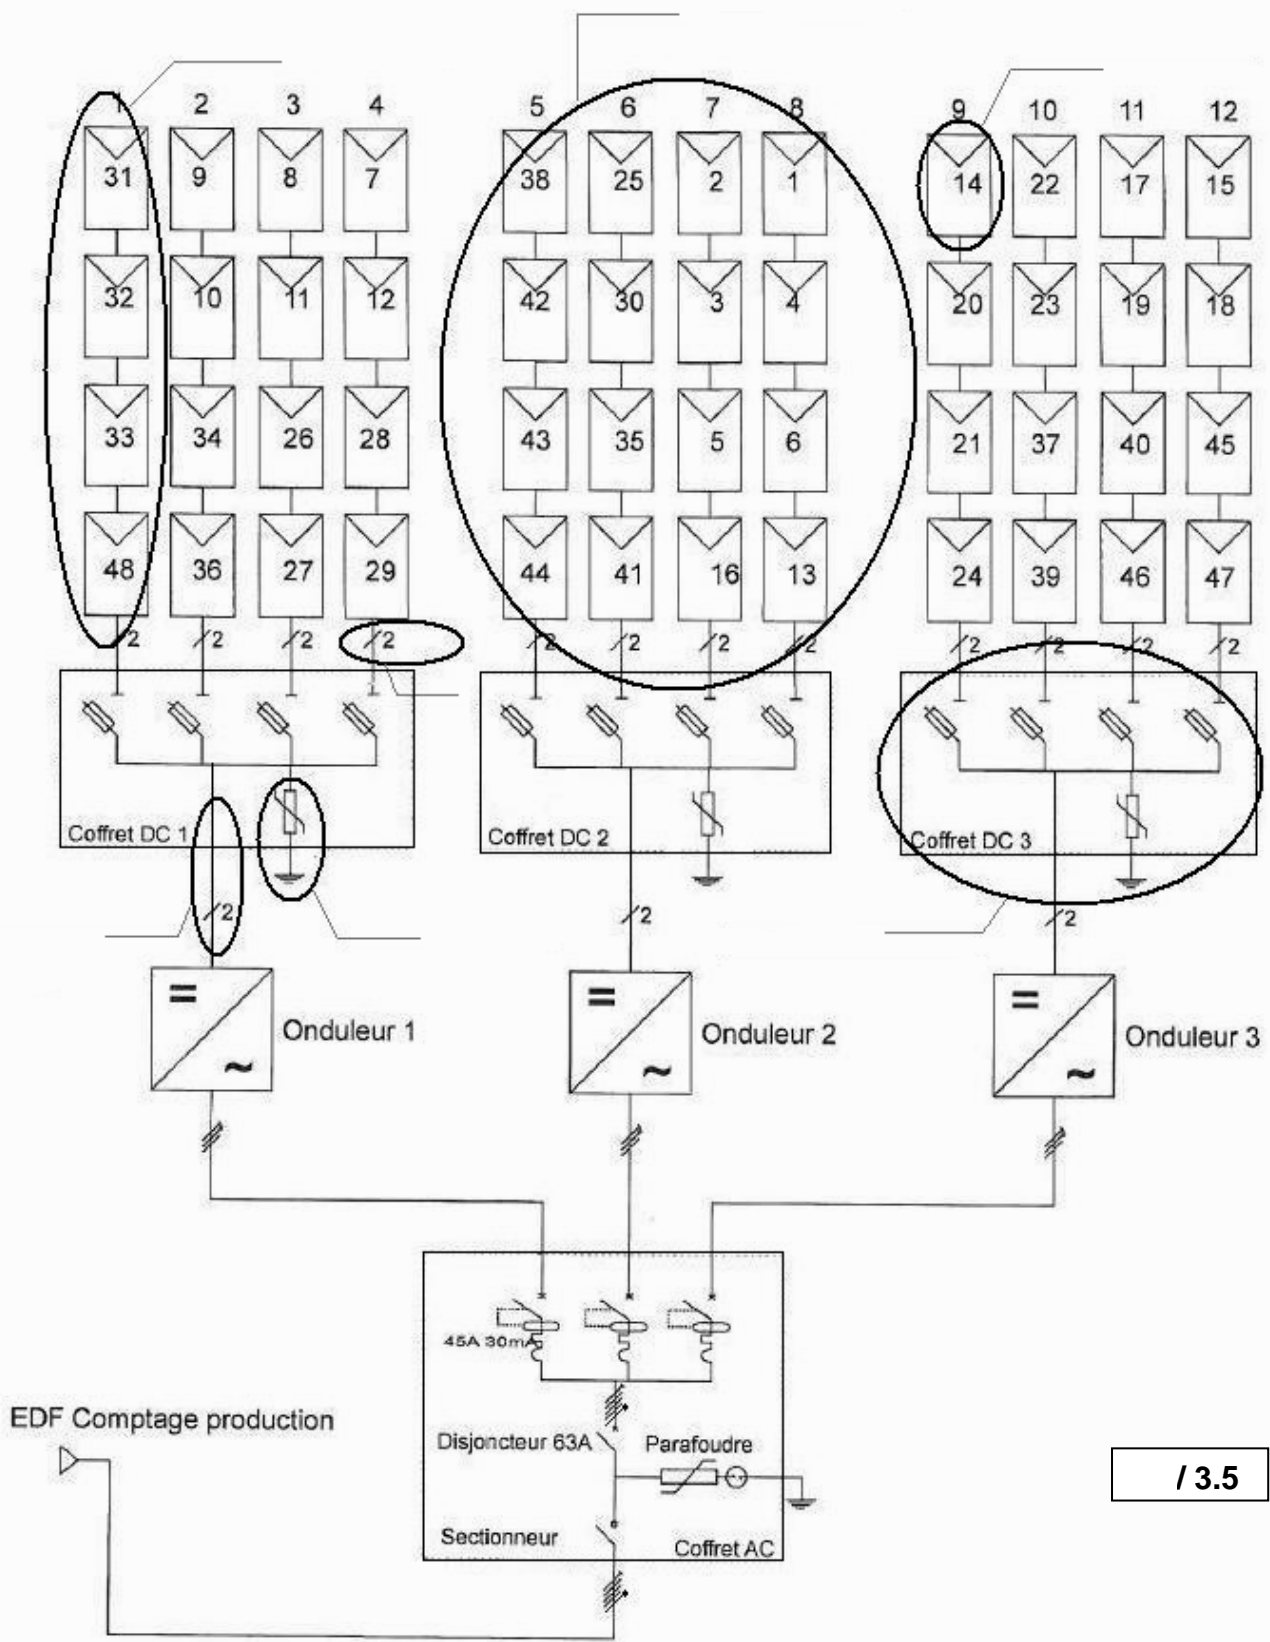 1 2 3 4 5 6 7 8 9 10 11 12
31 9 8 7 38 25 2 1 14 22 17 15
32 10 11 12 42 30 3 4 20 23 19 18
33 34 26 28 43 35 5 6 21 37 40 45
48 36 27 29 44 41 16 13 24 39 46 47
2 2 2 2 2 2 2 2 2 2 2 2
Coffret DC 1 Coffret DC 2 Coffret DC 3
2 2 2
= = =
Onduleur 1 Onduleur 2 Onduleur 3
~ ~ ~
45A 30mA
EDF Comptage production
Disjoncteur 63A Parafoudre
/ 3.5
Sectionneur
Coffret AC